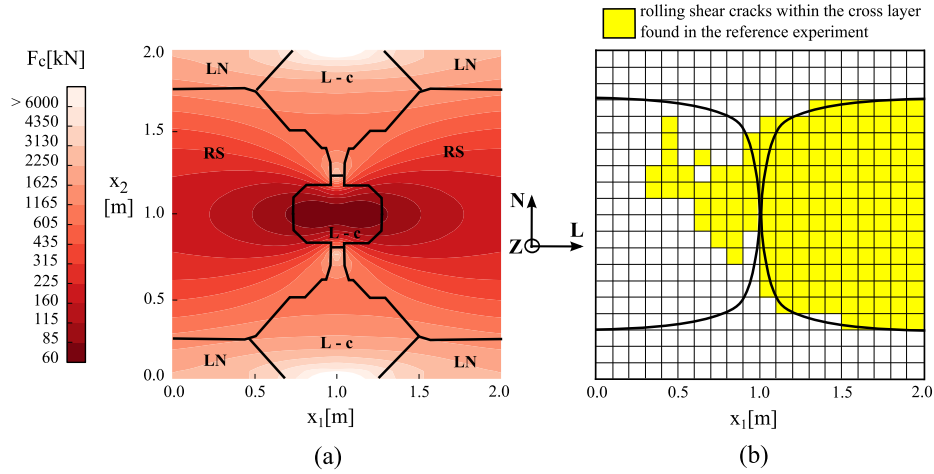 F_c[kN]
> 6000
4350
3130
2250
1625
1165
600
435
315
225
160
115
85
60
x_2
[m]
2.0
1.5
1.0
0.5
0.0
LN
L - c
LN
RS
RS
L - c
LN
L - c
LN
0.0
0.5
1.0
1.5
2.0
x_1[m]
(a)
N
L
Z
rolling shear cracks within the cross layer
found in the reference experiment
0.0
0.5
1.0
1.5
2.0
x_1[m]
(b)